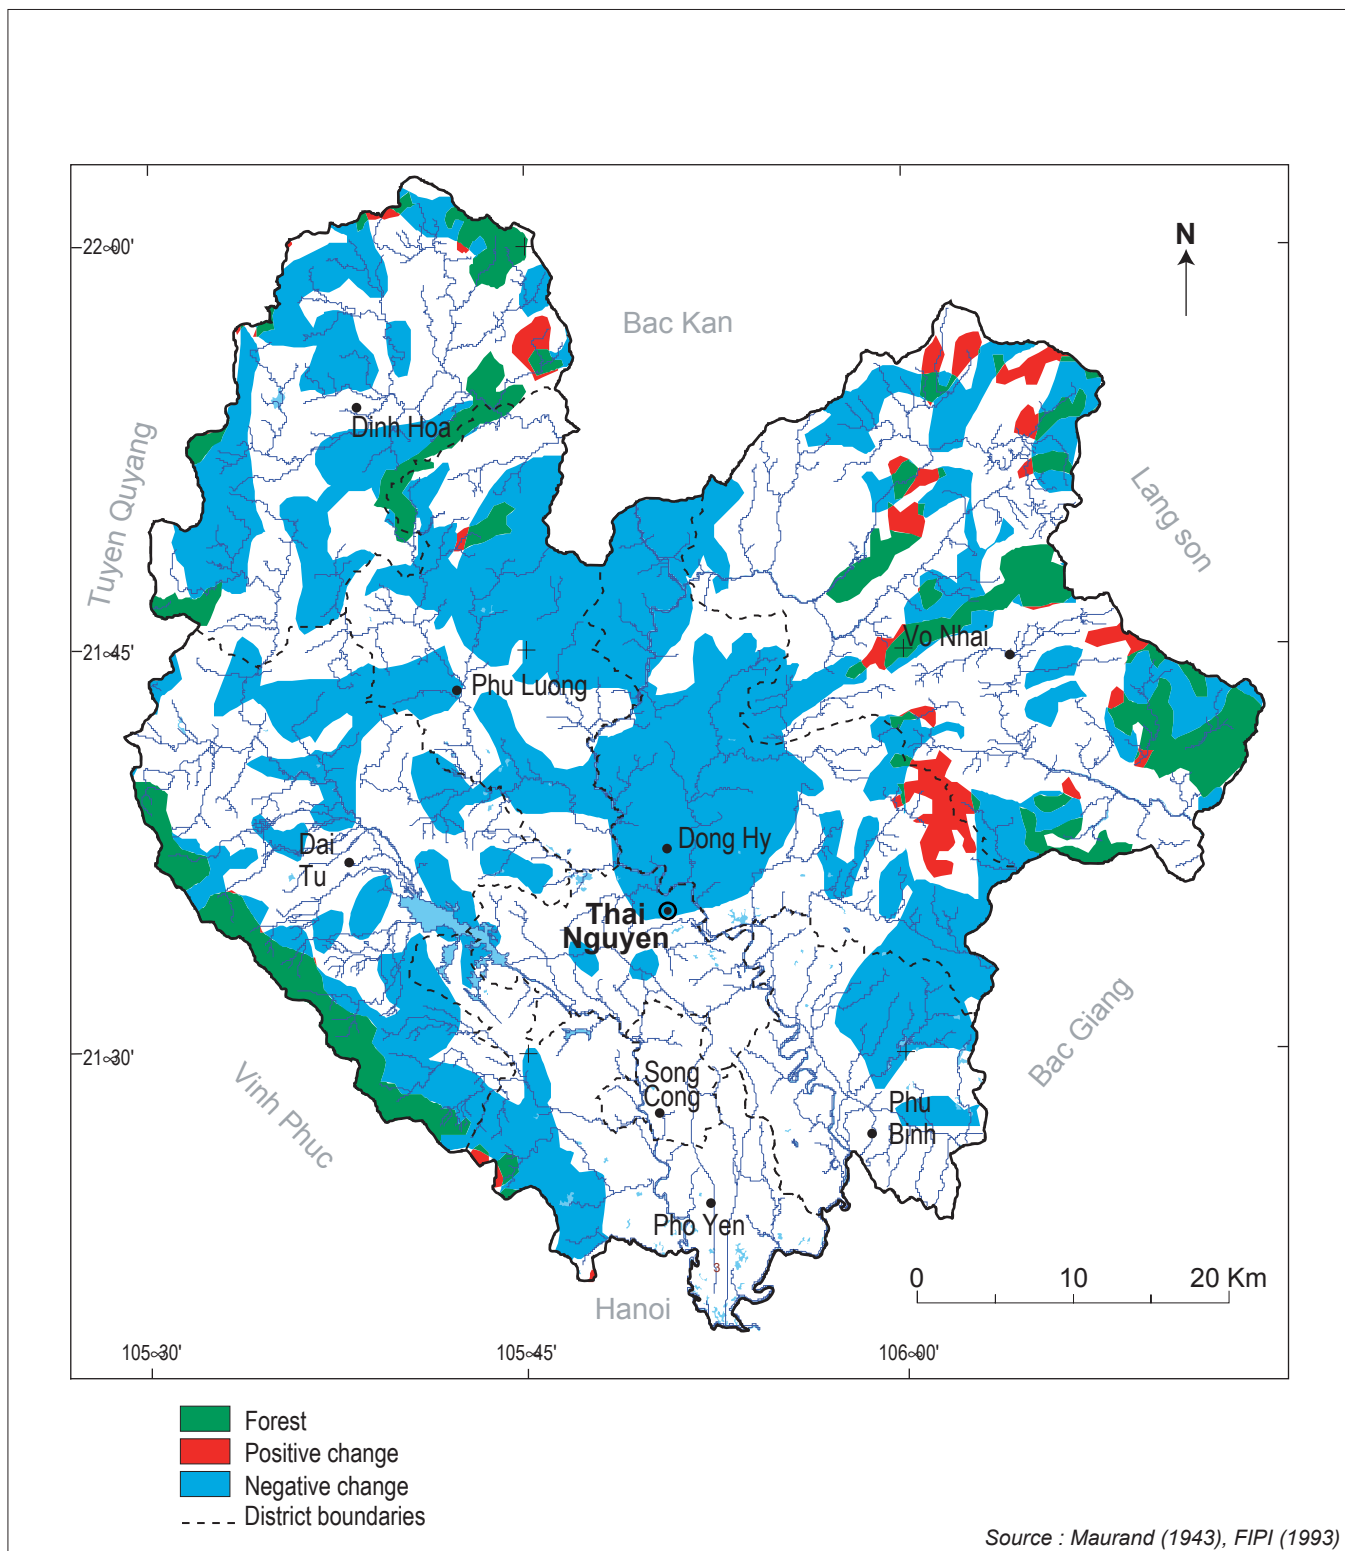 N
22∞00'
Bac Kan
Dinh Hoa
Tuyen Quyang
Lang son
21∞45'
Vo Nhai
Phu Luong
Dong Hy
Dai
Tu
Thai
Nguyen
21∞30'
Bac Giang
Vinh Phuc
Song
Cong
Phu
Binh
Pho Yen
3
Hanoi
0 10 20 Km
105∞30' 105∞45' 106∞00'
Forest
Positive change
Negative change
District boundaries
Source : Maurand (1943), FIPI (1993)